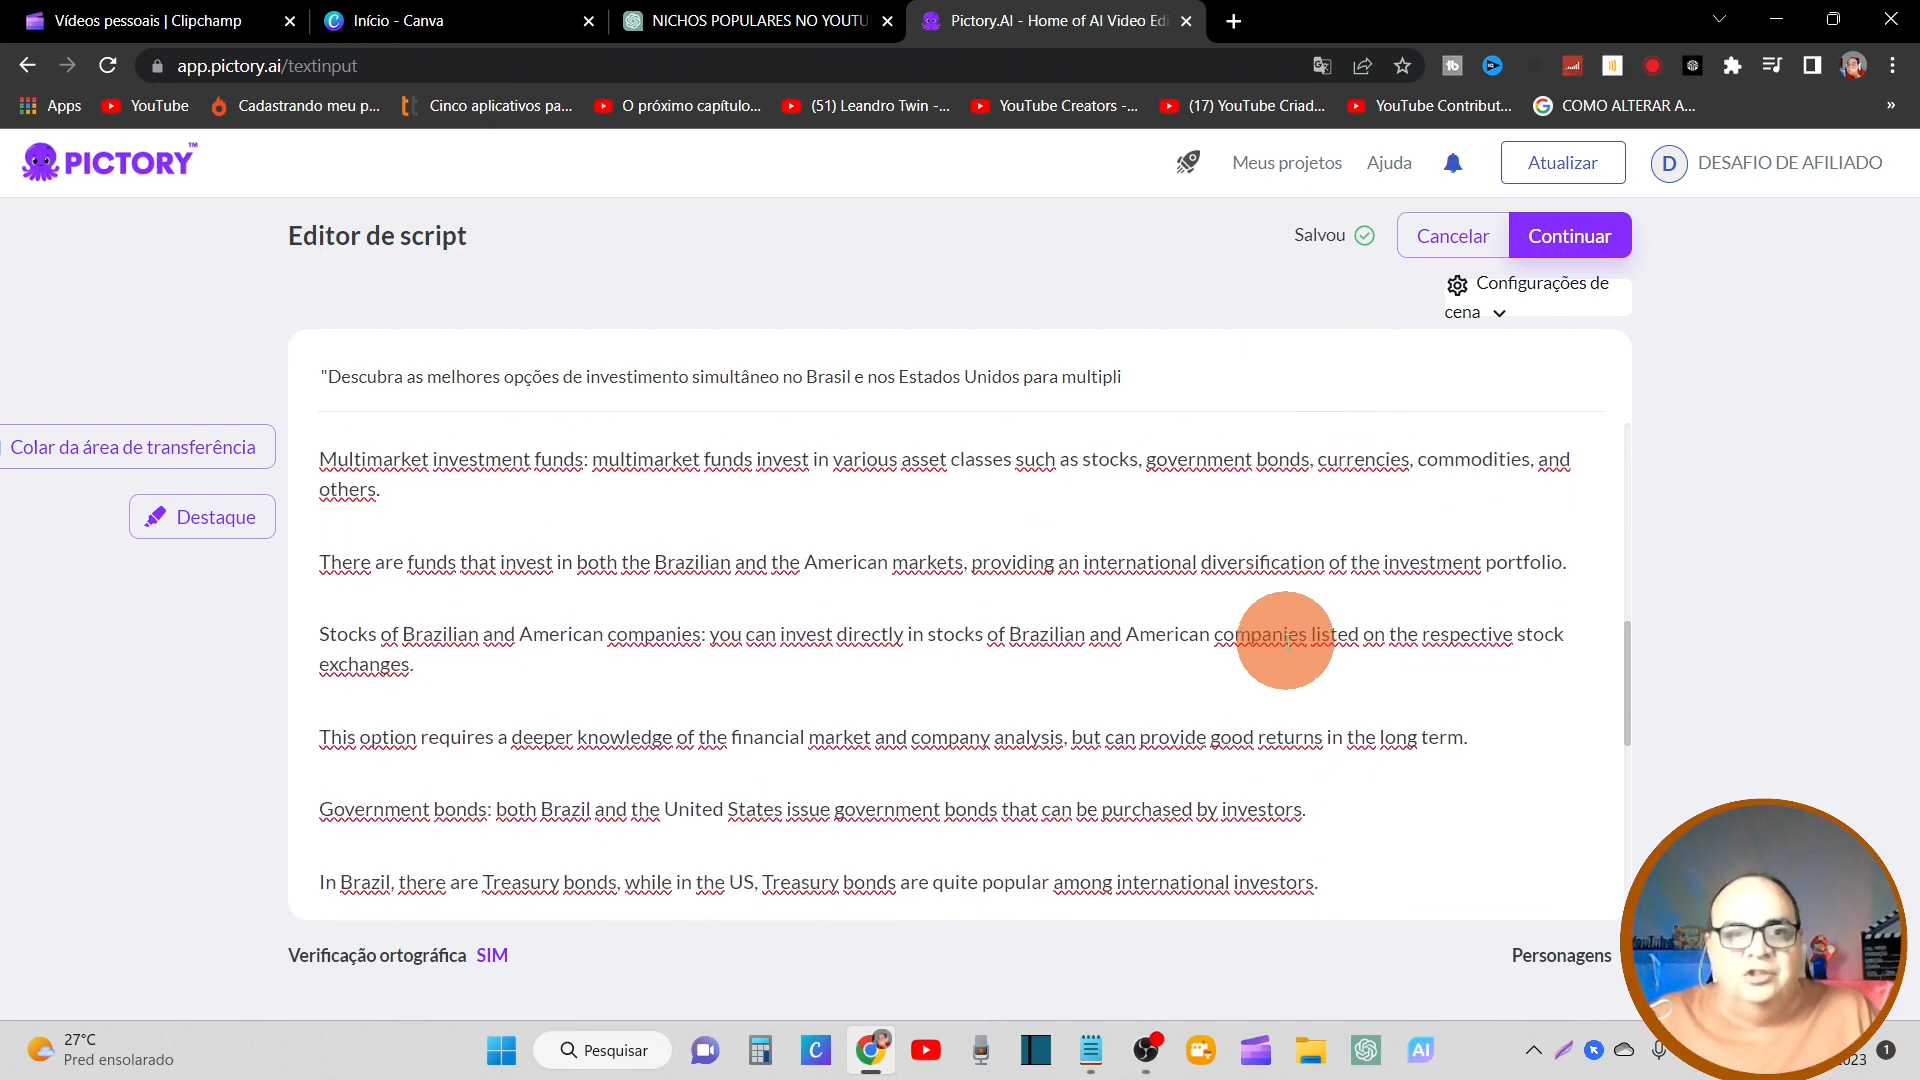 Vídeos pessoais | Clipchamp
Início - Canva
NICHOS POPULARES NO YOUTU
Pictory.AI - Home of AI Video Edi
app.pictory.ai/textinput
Apps
YouTube
Cadastrando meu p...
Cinco aplicativos pa...
O próximo capítulo...
(51) Leandro Twin -...
YouTube Creators -...
(17) YouTube Criad...
YouTube Contribut...
COMO ALTERAR A...
»
PICTORY™
Meus projetos
Ajuda
Atualizar
D
DESAFIO DE AFILIADO
Editor de script
Salvou
Cancelar
Continuar
Configurações de
cena
"Descubra as melhores opções de investimento simultâneo no Brasil e nos Estados Unidos para multipli
Colar da área de transferência
Destaque
Multimarket investment funds: multimarket funds invest in various asset classes such as stocks, government bonds, currencies, commodities, and
others.
There are funds that invest in both the Brazilian and the American markets, providing an international diversification of the investment portfolio.
Stocks of Brazilian and American companies: you can invest directly in stocks of Brazilian and American companies listed on the respective stock
exchanges.
This option requires a deeper knowledge of the financial market and company analysis, but can provide good returns in the long term.
Government bonds: both Brazil and the United States issue government bonds that can be purchased by investors.
In Brazil, there are Treasury bonds, while in the US, Treasury bonds are quite popular among international investors.
Verificação ortográfica SIM
Personagens
27°C
Pred ensolarado
Pesquisar
AI
2023
1